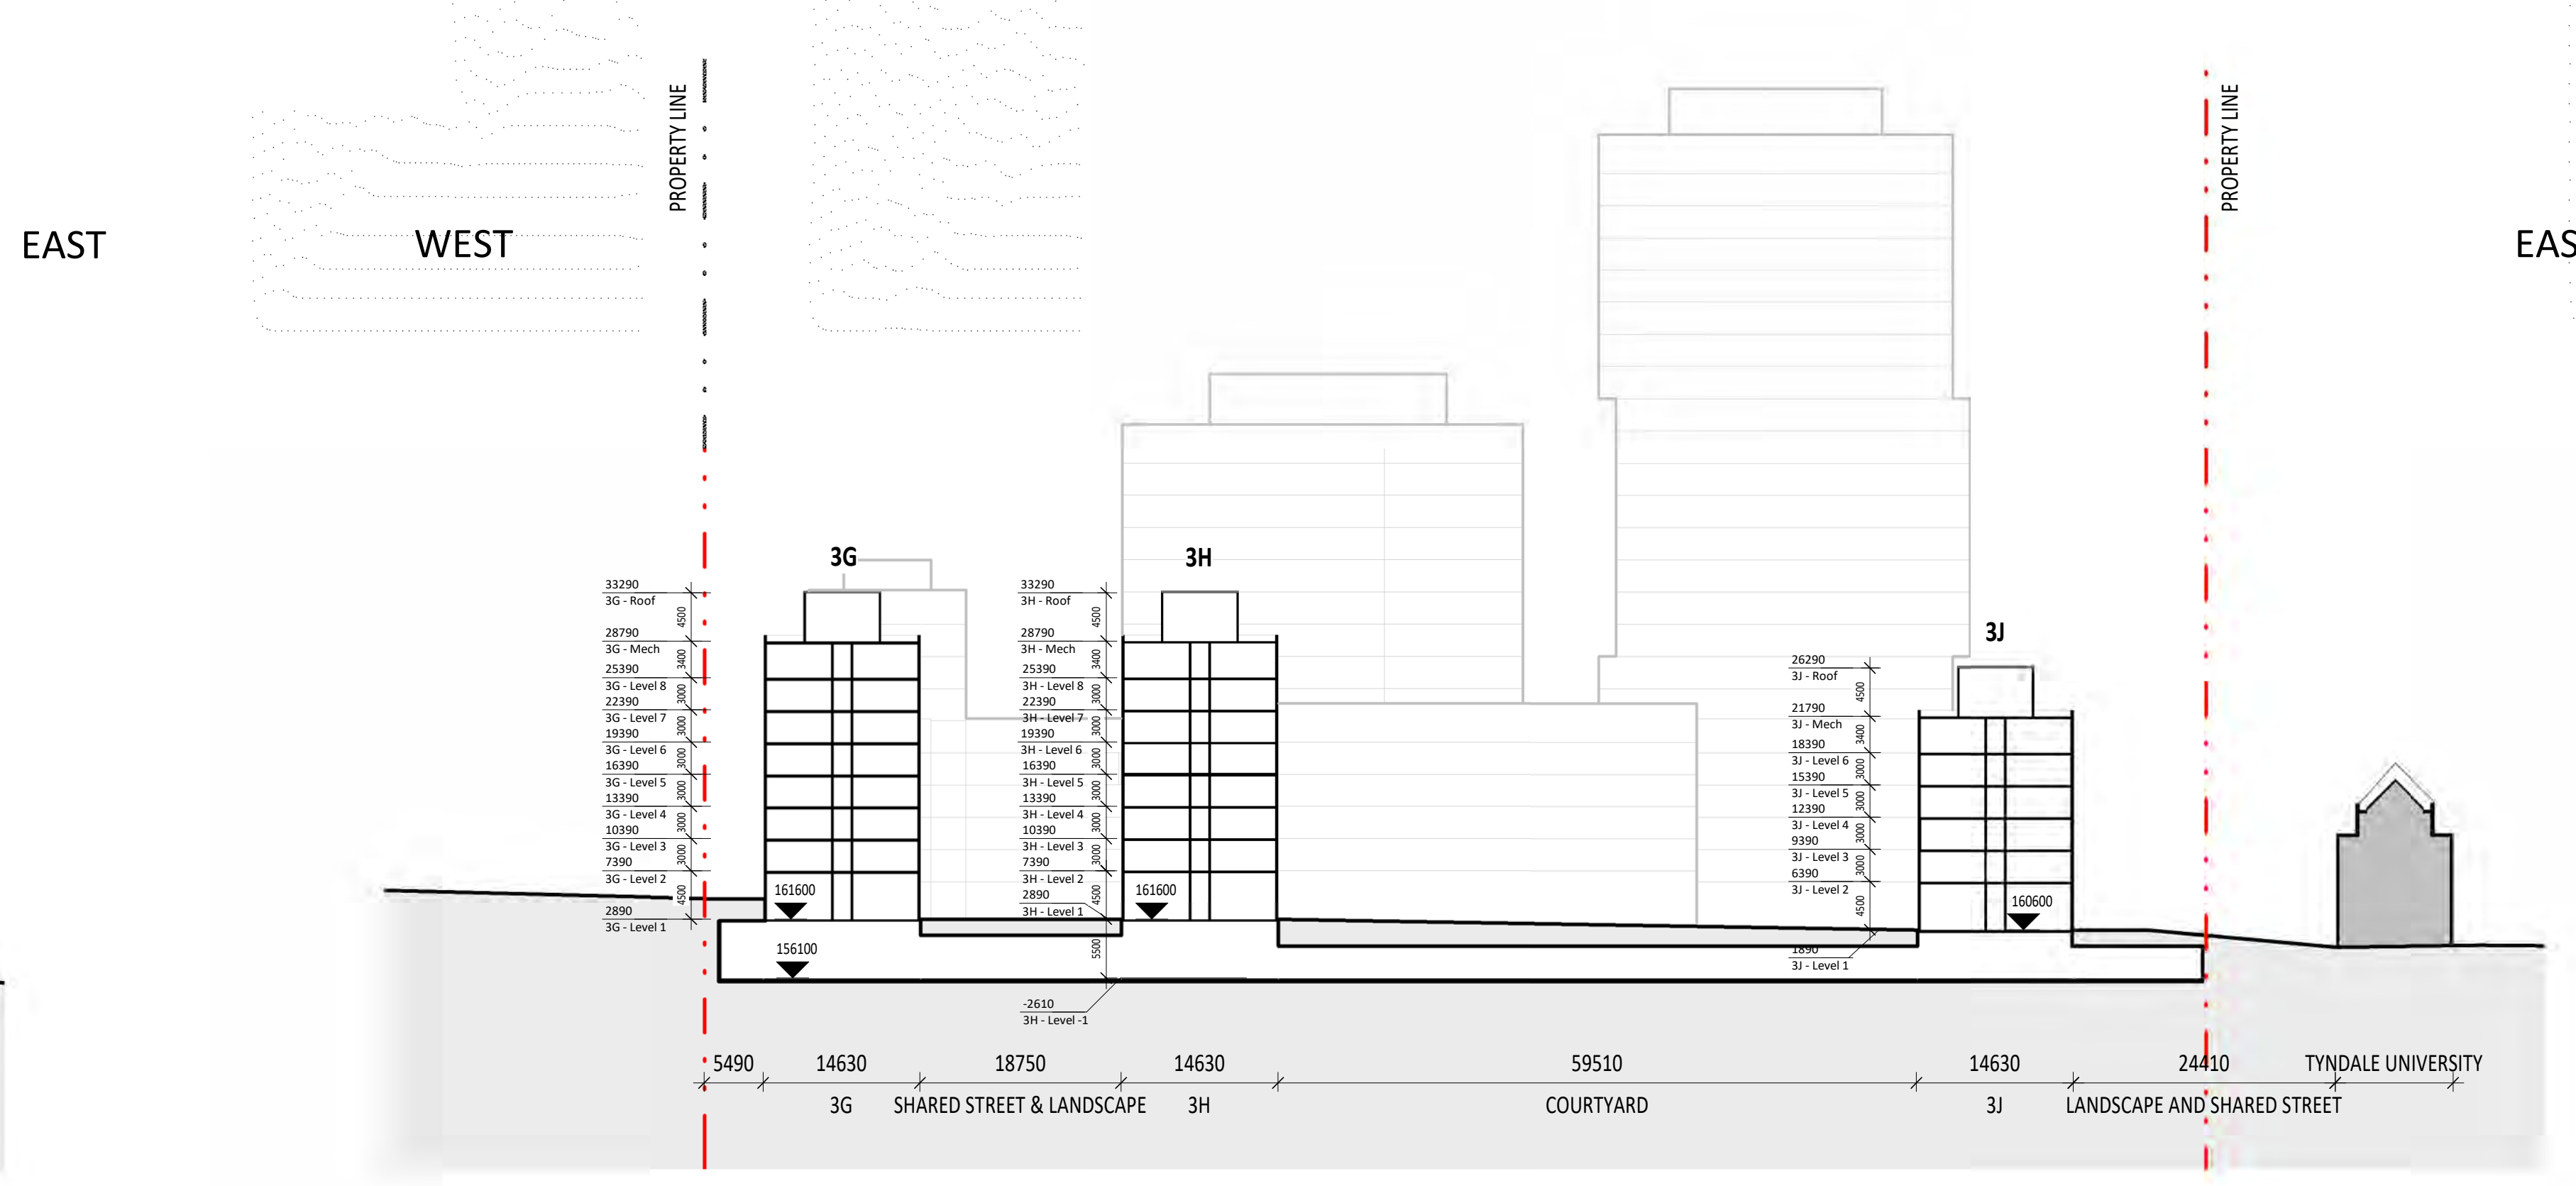 PROPERTY LINE
PROPERTY LINE
EAST
WEST
EAS
3G
3H
3J
33290
3G - Roof
4500
28790
3G - Mech
3400
25390
3G - Level 8
3000
22390
3G - Level 7
3000
19390
3G - Level 6
3000
16390
3G - Level 5
3000
13390
3G - Level 4
3000
10390
3G - Level 3
3000
7390
3G - Level 2
4500
2890
3G - Level 1
33290
3H - Roof
4500
28790
3H - Mech
3400
25390
3H - Level 8
3000
22390
3H - Level 7
3000
19390
3H - Level 6
3000
16390
3H - Level 5
3000
13390
3H - Level 4
3000
10390
3H - Level 3
3000
7390
3H - Level 2
4500
2890
3H - Level 1
5500
-2610
3H - Level -1
26290
3J - Roof
4500
21790
3J - Mech
3400
18390
3J - Level 6
3000
15390
3J - Level 5
3000
12390
3J - Level 4
3000
9390
3J - Level 3
3000
6390
3J - Level 2
4500
1890
3J - Level 1
161600
161600
160600
156100
5490 14630 18750 14630 59510 14630 24410 TYNDALE UNIVERSITY
3G SHARED STREET & LANDSCAPE 3H COURTYARD 3J LANDSCAPE AND SHARED STREET